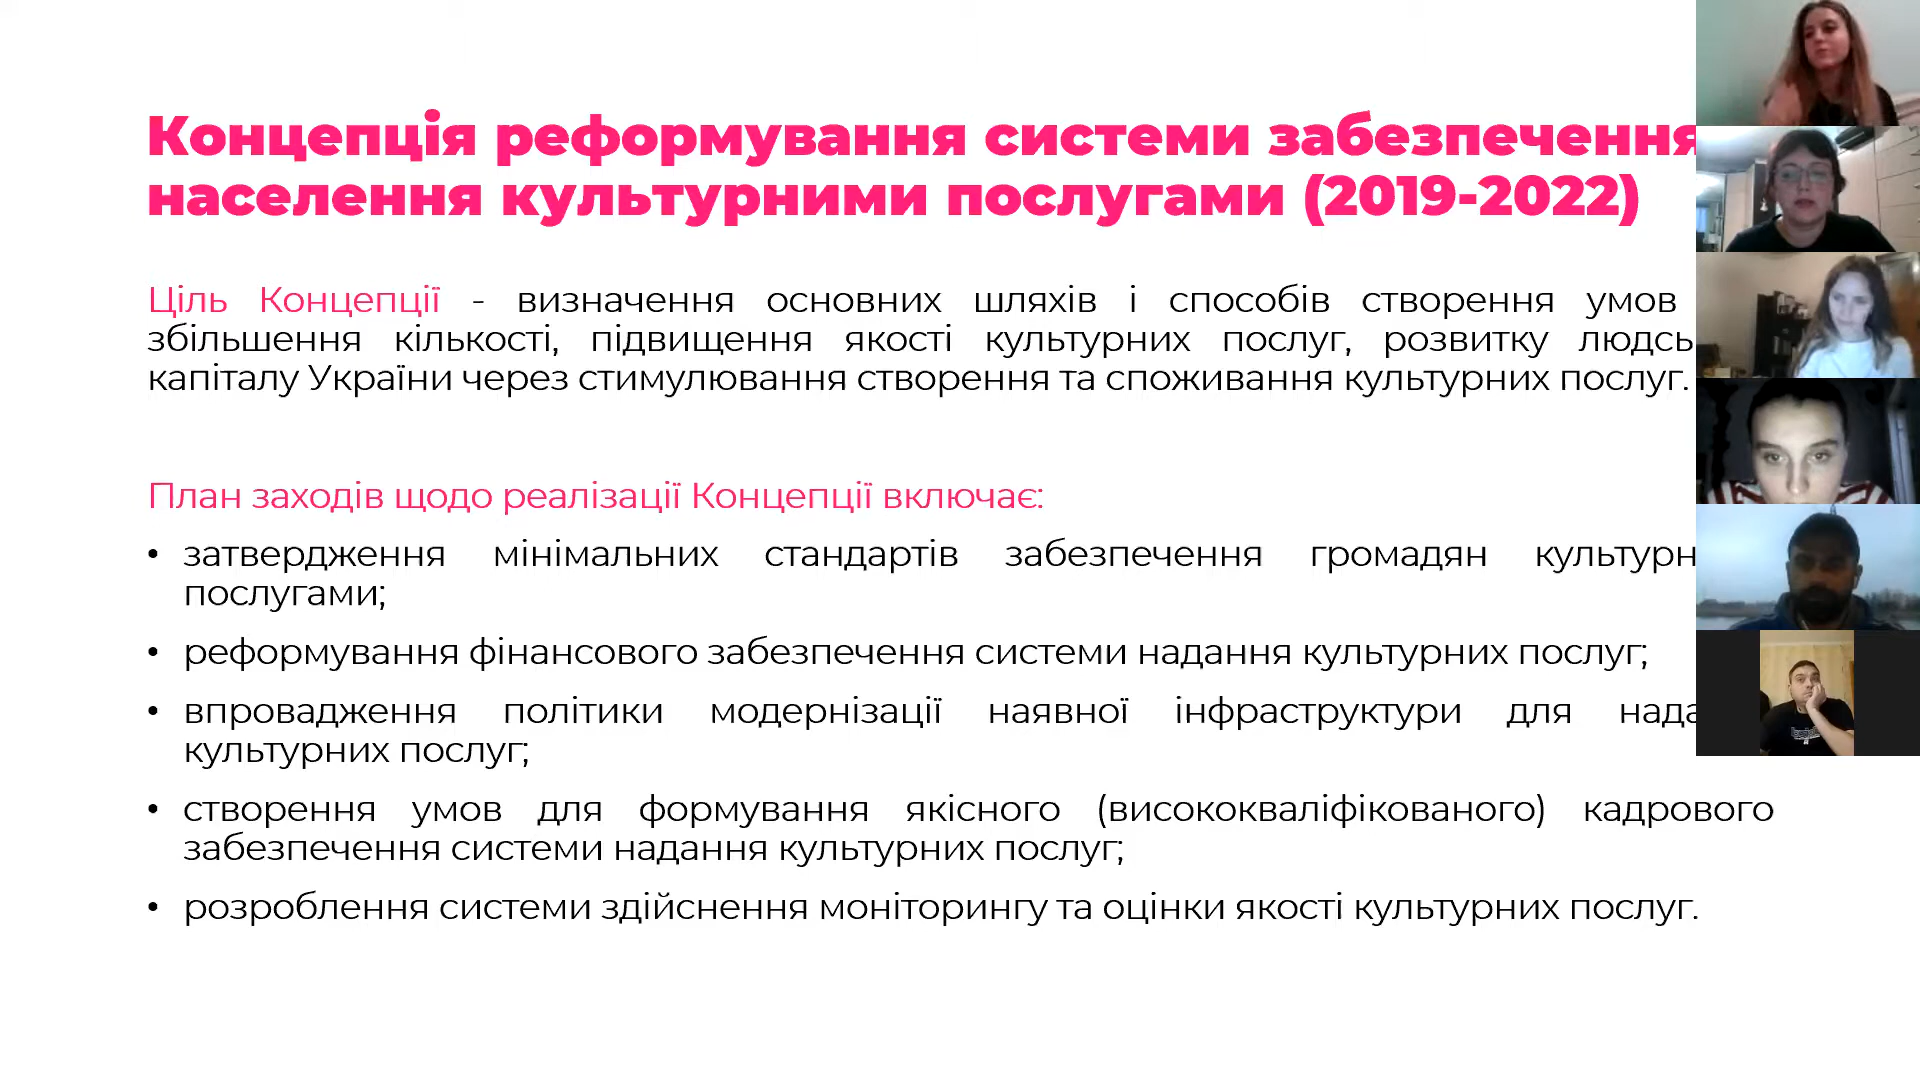 Концепція реформування системи забезпечення
населення культурними послугами (2019-2022)
Ціль Концепції - визначення основних шляхів і способів створення умов
збільшення кількості, підвищення якості культурних послуг, розвитку
капіталу України через стимулювання створення та споживання культурних послуг.
План заходів щодо реалізації Концепції включає:
• затвердження мінімальних стандартів забезпечення громадян
послугами;
• реформування фінансового забезпечення системи надання культурних послуг;
• впровадження політики модернізації наявної інфраструктури для
культурних послуг;
• створення умов для формування якісного (висококваліфікованого) кадрового
забезпечення системи надання культурних послуг;
• розроблення системи здійснення моніторингу та оцінки якості культурних послуг.